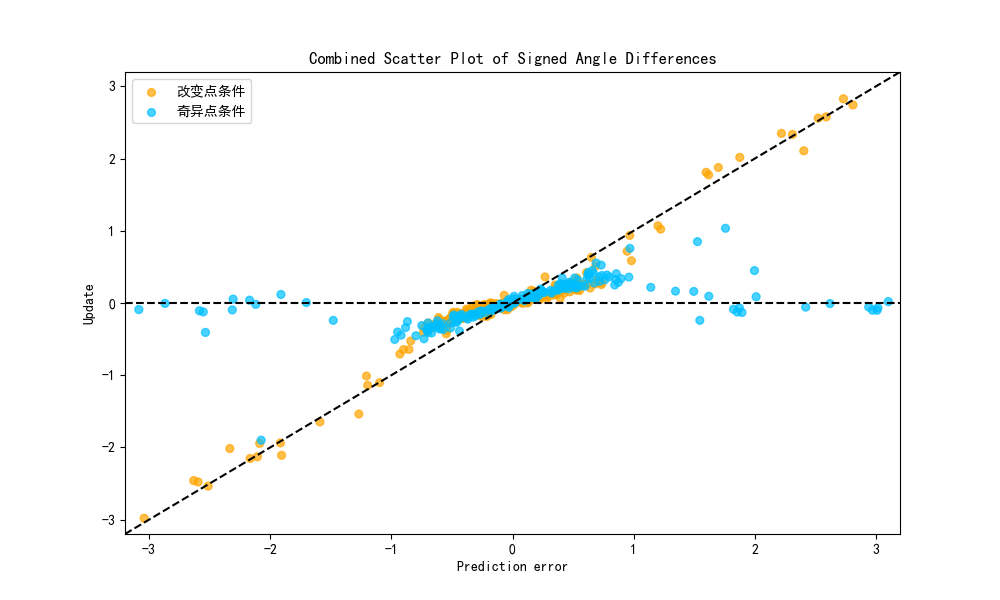 Combined Scatter Plot of Signed Angle Differences
改变点条件
奇异点条件
Update
3
2
1
0
−1
−2
−3
−3 −2 −1 0 1 2 3
Prediction error